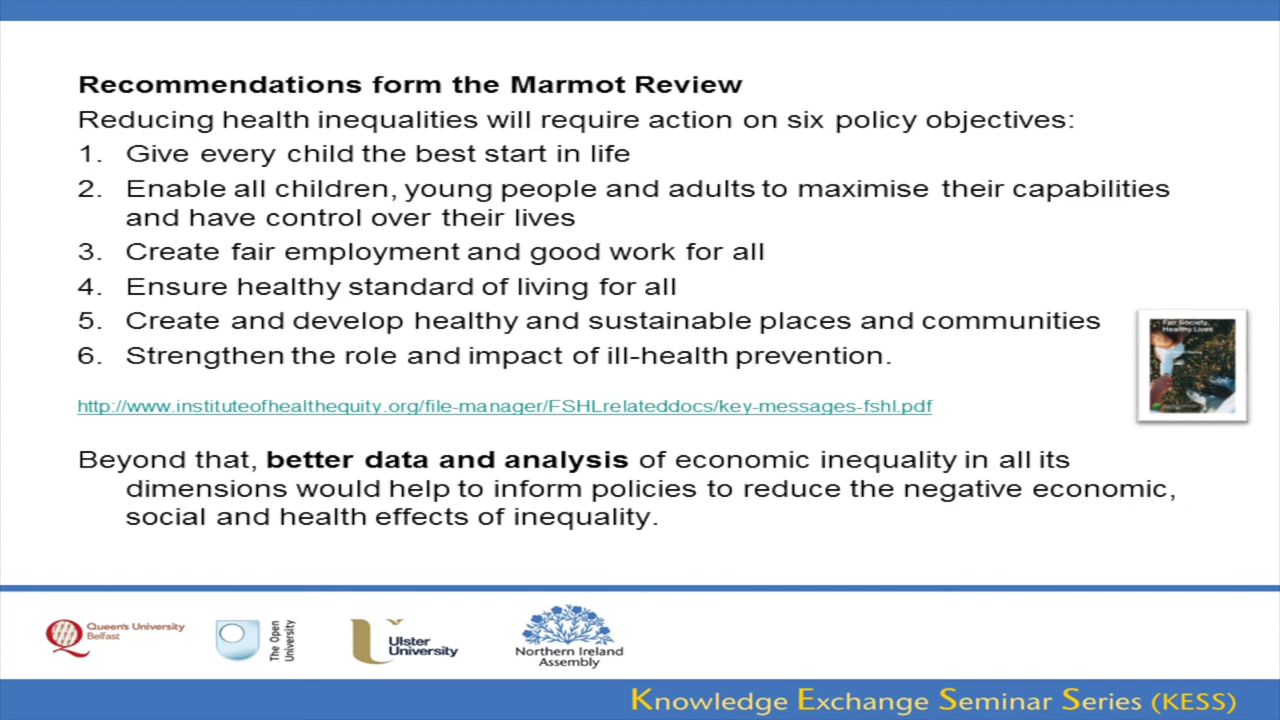 Recommendations form the Marmot Review
Reducing health inequalities will require action on six policy objectives:
1. Give every child the best start in life
2. Enable all children, young people and adults to maximise their capabilities
and have control over their lives
3. Create fair employment and good work for all
4. Ensure healthy standard of living for all
5. Create and develop healthy and sustainable places and communities
6. Strengthen the role and impact of ill-health prevention.
Fair Society,
Healthy Lives
http://www.instituteofhealthequity.org/file-manager/FSHLrelateddocs/key-messages-fshl.pdf
Beyond that, better data and analysis of economic inequality in all its
dimensions would help to inform policies to reduce the negative economic,
social and health effects of inequality.
Queen's University
Belfast
The Open
University
Ulster
University
Northern Ireland
Assembly
Knowledge Exchange Seminar Series (KESS)